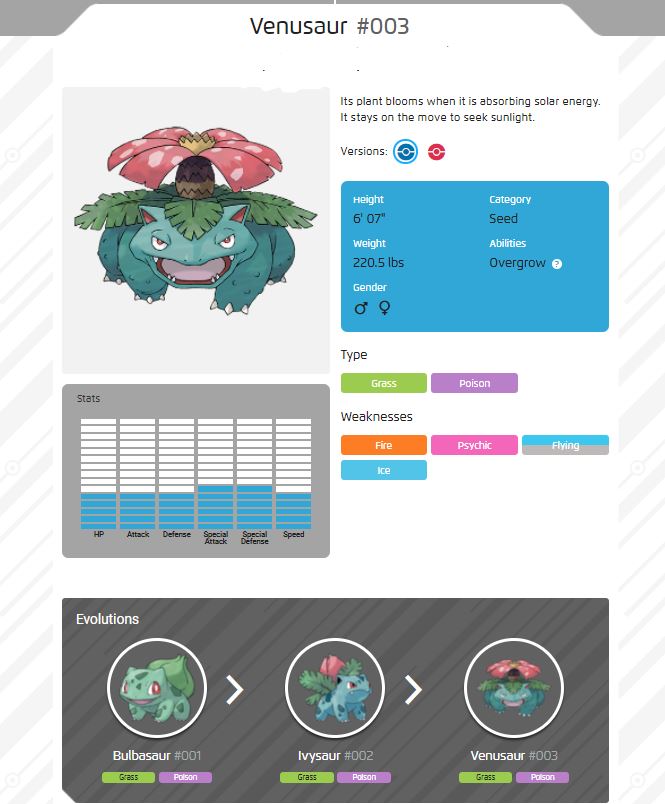 Venusaur #003
Its plant blooms when it is absorbing solar energy.
It stays on the move to seek sunlight.
Versions:
Height
6' 07"
Category
Seed
Weight
220.5 lbs
Abilities
Overgrow ?
Gender
Type
Grass
Poison
Weaknesses
Fire
Psychic
Flying
Ice
Stats
HP
Attack
Defense
Special
Attack
Special
Defense
Speed
Evolutions
Bulbasaur #001
Grass
Poison
Ivysaur #002
Grass
Poison
Venusaur #003
Grass
Poison